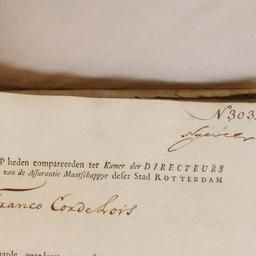 N 303
P heden compareerden ter Kamer der DIRECTEURS
van de Assurantie Maatschappye deser Stad ROTTERDAM
Franco Cordelois